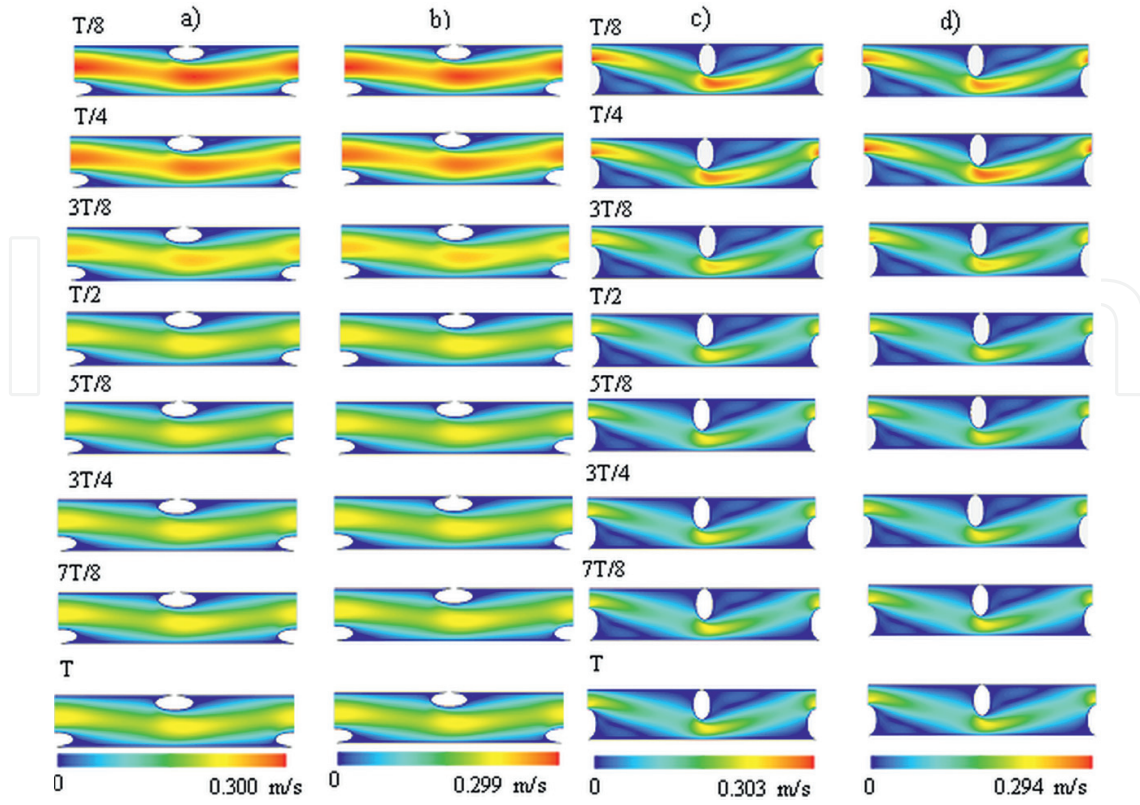 a) b) c) d)
T/8 T/8
T/4 T/4
3T/8 3T/8
T/2 T/2
5T/8 5T/8
3T/4 3T/4
7T/8 7T/8
T T
0 0.300 m/s 0 0.299 m/s 0 0.303 m/s 0 0.294 m/s